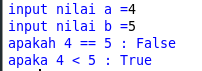 input nilai a =4
input nilai b =5
apakah 4 == 5 : False
apaka 4 < 5 : True